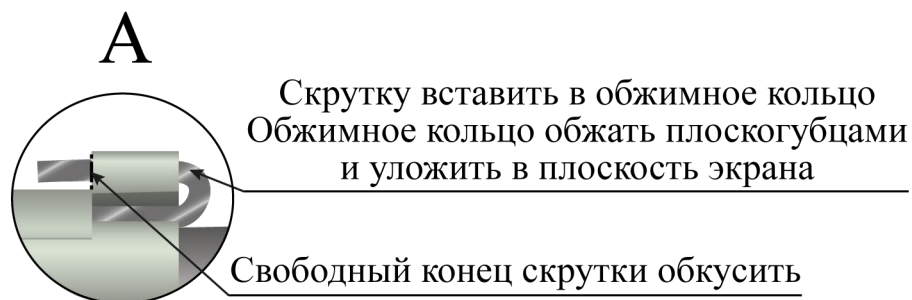 А
Скрутку вставить в обжимное кольцо
Обжимное кольцо обжать плоскогубцами
и уложить в плоскость экрана
Свободный конец скрутки обкусить